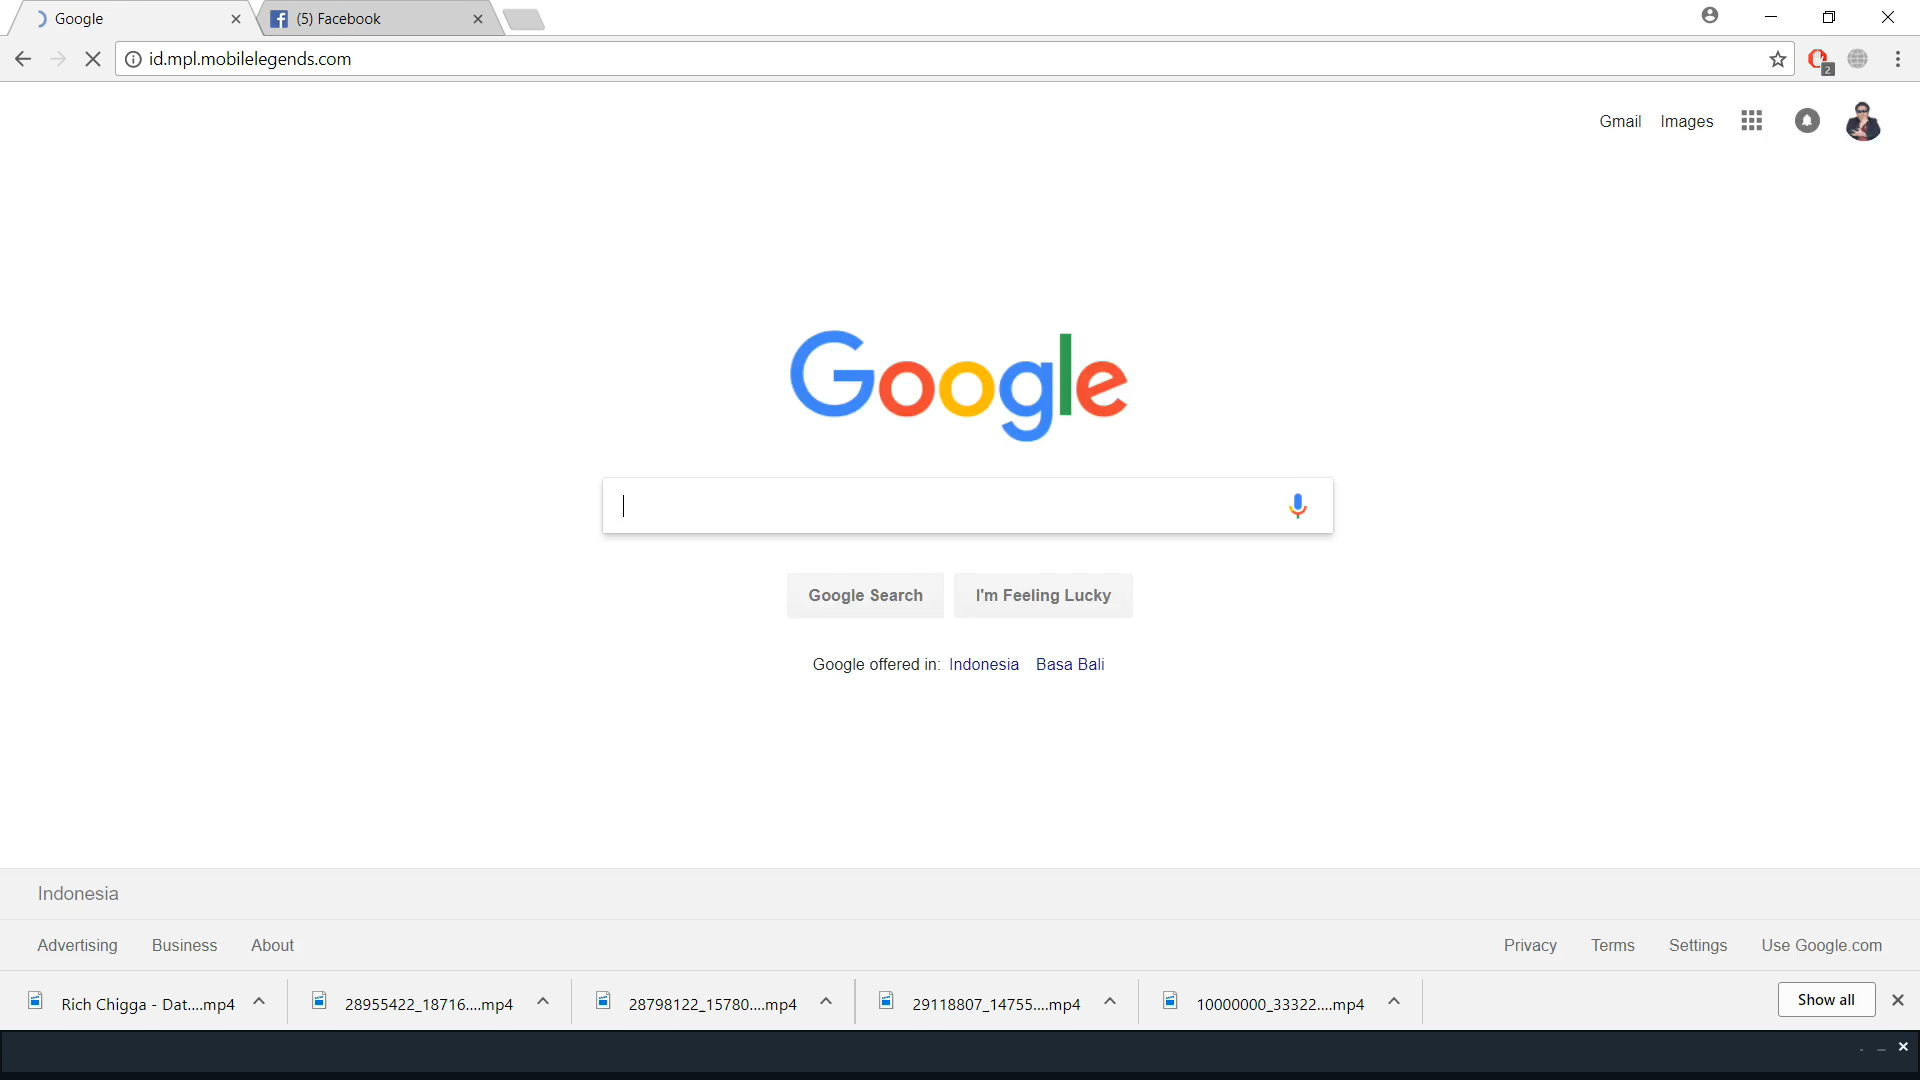 Google
(5) Facebook
id.mpl.mobilelegends.com
2
Gmail Images
Google
Google Search I'm Feeling Lucky
Google offered in: Indonesia Basa Bali
Indonesia
Advertising Business About Privacy Terms Settings Use Google.com
Rich Chigga - Dat....mp4 28955422_18716....mp4 28798122_15780....mp4 29118807_14755....mp4 10000000_33322....mp4 Show all